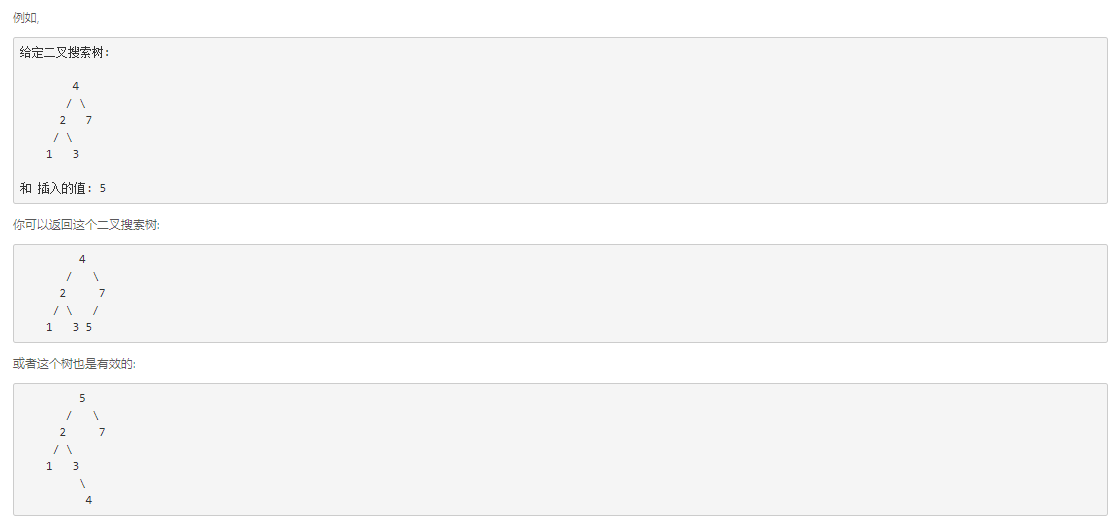 例如,
给定二叉搜索树:
4
/ \
2   7
/ \
1   3
和 插入的值: 5
你可以返回这个二叉搜索树:
4
/   \
2     7
/ \   /
1   3 5
或者这个树也是有效的:
5
/   \
2     7
/ \
1   3
\
4